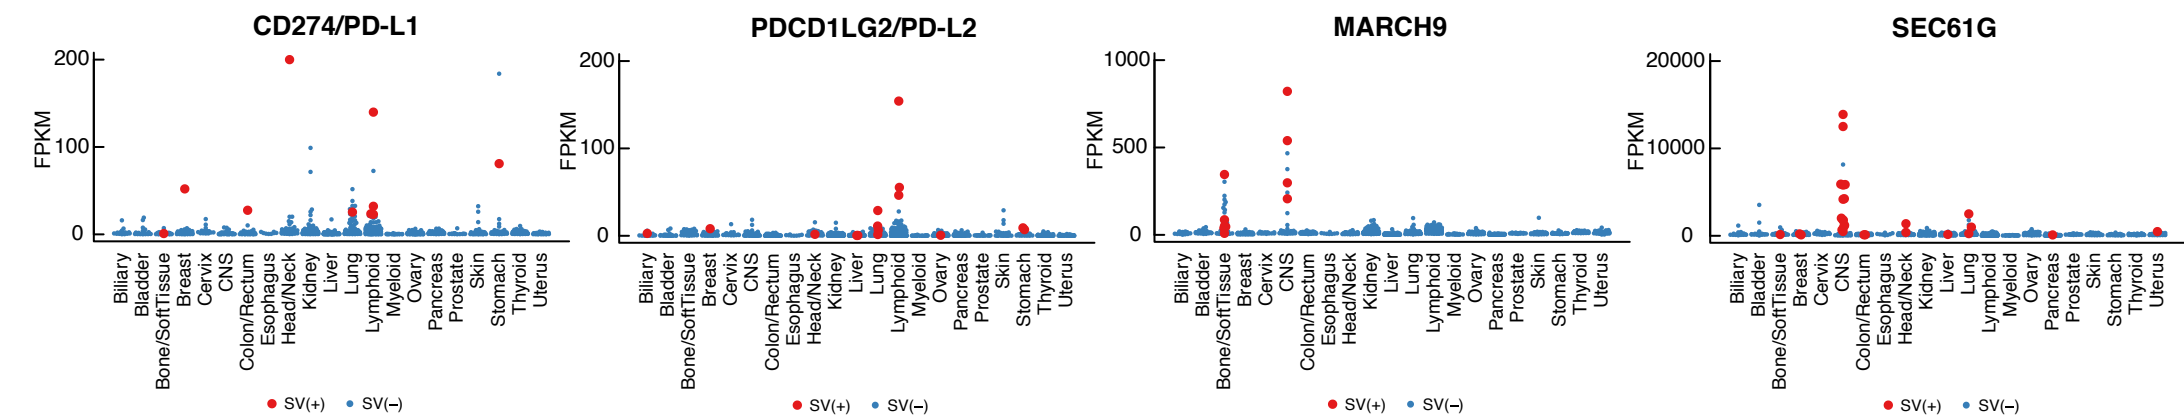 CD274/PD-L1
FPKM
200
100
0
Biliary
Bladder
Bone/SoftTissue
Breast
Cervix
CNS
Colon/Rectum
Esophagus
Head/Neck
Kidney
Liver
Lung
Lymphoid
Myeloid
Ovary
Pancreas
Prostate
Skin
Stomach
Thyroid
Uterus
SV(+) SV(−)
PDCD1LG2/PD-L2
FPKM
200
100
0
Biliary
Bladder
Bone/SoftTissue
Breast
Cervix
CNS
Colon/Rectum
Esophagus
Head/Neck
Kidney
Liver
Lung
Lymphoid
Myeloid
Ovary
Pancreas
Prostate
Skin
Stomach
Thyroid
Uterus
SV(+) SV(−)
MARCH9
FPKM
1000
500
0
Biliary
Bladder
Bone/SoftTissue
Breast
Cervix
CNS
Colon/Rectum
Esophagus
Head/Neck
Kidney
Liver
Lung
Lymphoid
Myeloid
Ovary
Pancreas
Prostate
Skin
Stomach
Thyroid
Uterus
SV(+) SV(−)
SEC61G
FPKM
20000
10000
0
Biliary
Bladder
Bone/SoftTissue
Breast
Cervix
CNS
Colon/Rectum
Esophagus
Head/Neck
Kidney
Liver
Lung
Lymphoid
Myeloid
Ovary
Pancreas
Prostate
Skin
Stomach
Thyroid
Uterus
SV(+) SV(−)